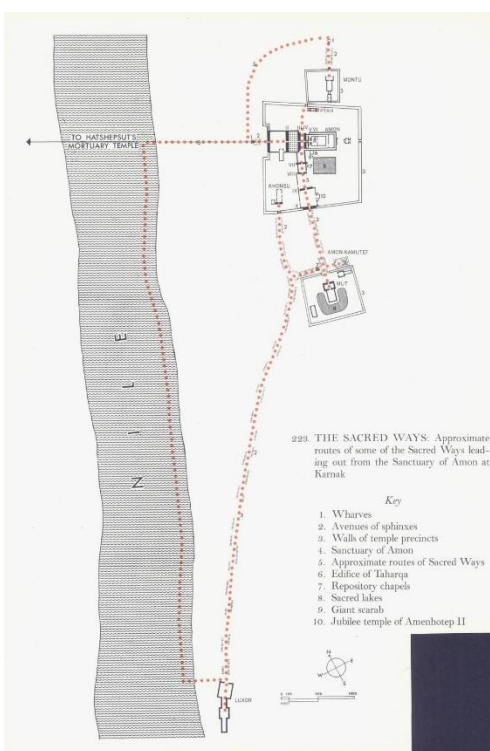 MONTU
PTAH
TO HATSHEPSUT'S
MORTUARY TEMPLE
AMON
KHONSU
AMON-KAMUTEF
MUT
NILE
LUXOR
223. THE SACRED WAYS: Approximate
routes of some of the Sacred Ways lead-
ing out from the Sanctuary of Amon at
Karnak
Key
1. Wharves
2. Avenues of sphinxes
3. Walls of temple precincts
4. Sanctuary of Amon
5. Approximate routes of Sacred Ways
6. Edifice of Taharqa
7. Repository chapels
8. Sacred lakes
9. Giant scarab
10. Jubilee temple of Amenhotep II
N
E
S
W